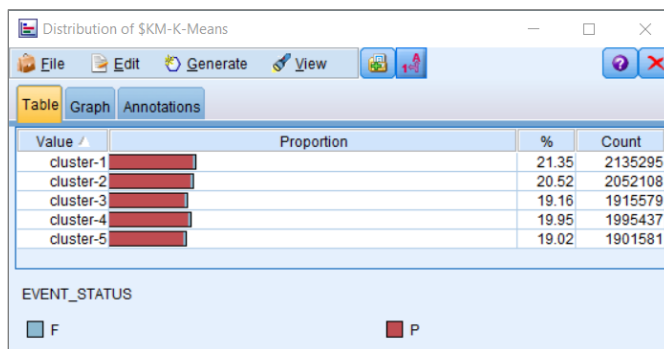 Distribution of $KM-K-Means
File Edit Generate View
Table Graph Annotations
Value Proportion % Count
cluster-1 21.35 2135295
cluster-2 20.52 2052108
cluster-3 19.16 1915579
cluster-4 19.95 1995437
cluster-5 19.02 1901581
EVENT_STATUS
F P